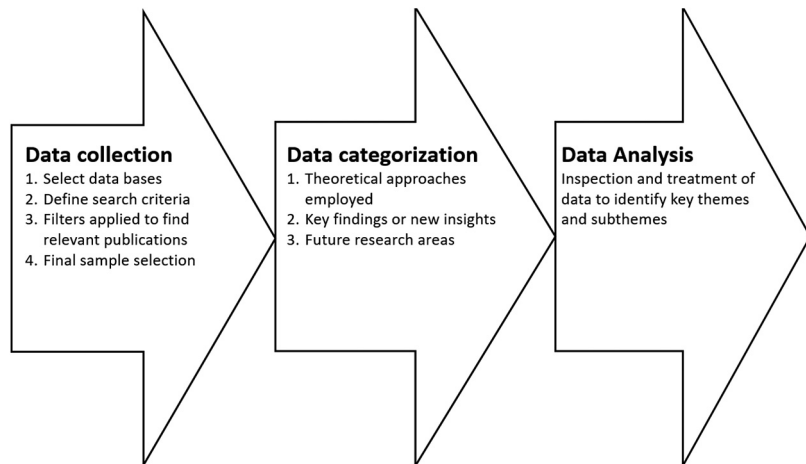 Data collection
1. Select data bases
2. Define search criteria
3. Filters applied to find
relevant publications
4. Final sample selection
Data categorization
1. Theoretical approaches
employed
2. Key findings or new insights
3. Future research areas
Data Analysis
Inspection and treatment of
data to identify key themes
and subthemes